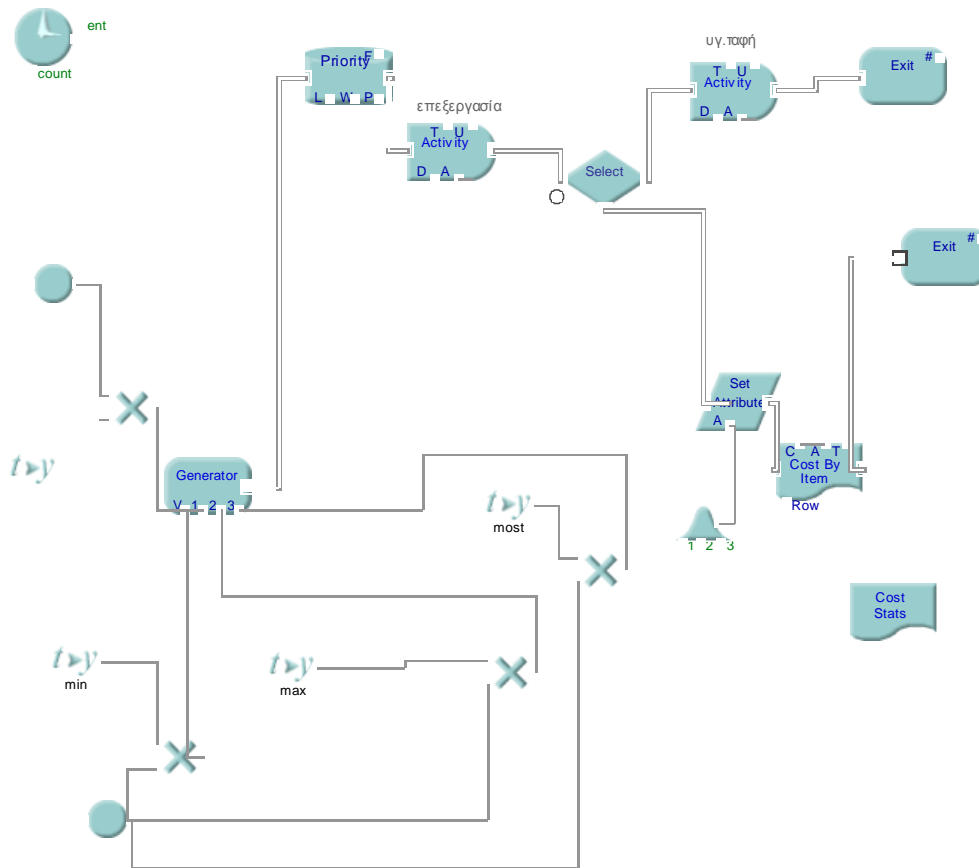 ent
count
F
Priority
L W P
επεξεργασία
T U
Activity
D A
Select
υγ.ταφή
T U
Activity
D A
#
Exit
#
Exit
Set
Attribute
A
C A T
Cost By
Item
Row
1 2 3
Cost
Stats
t▸y
Generator
V 1 2 3
t▸y
most
t▸y
min
t▸y
max